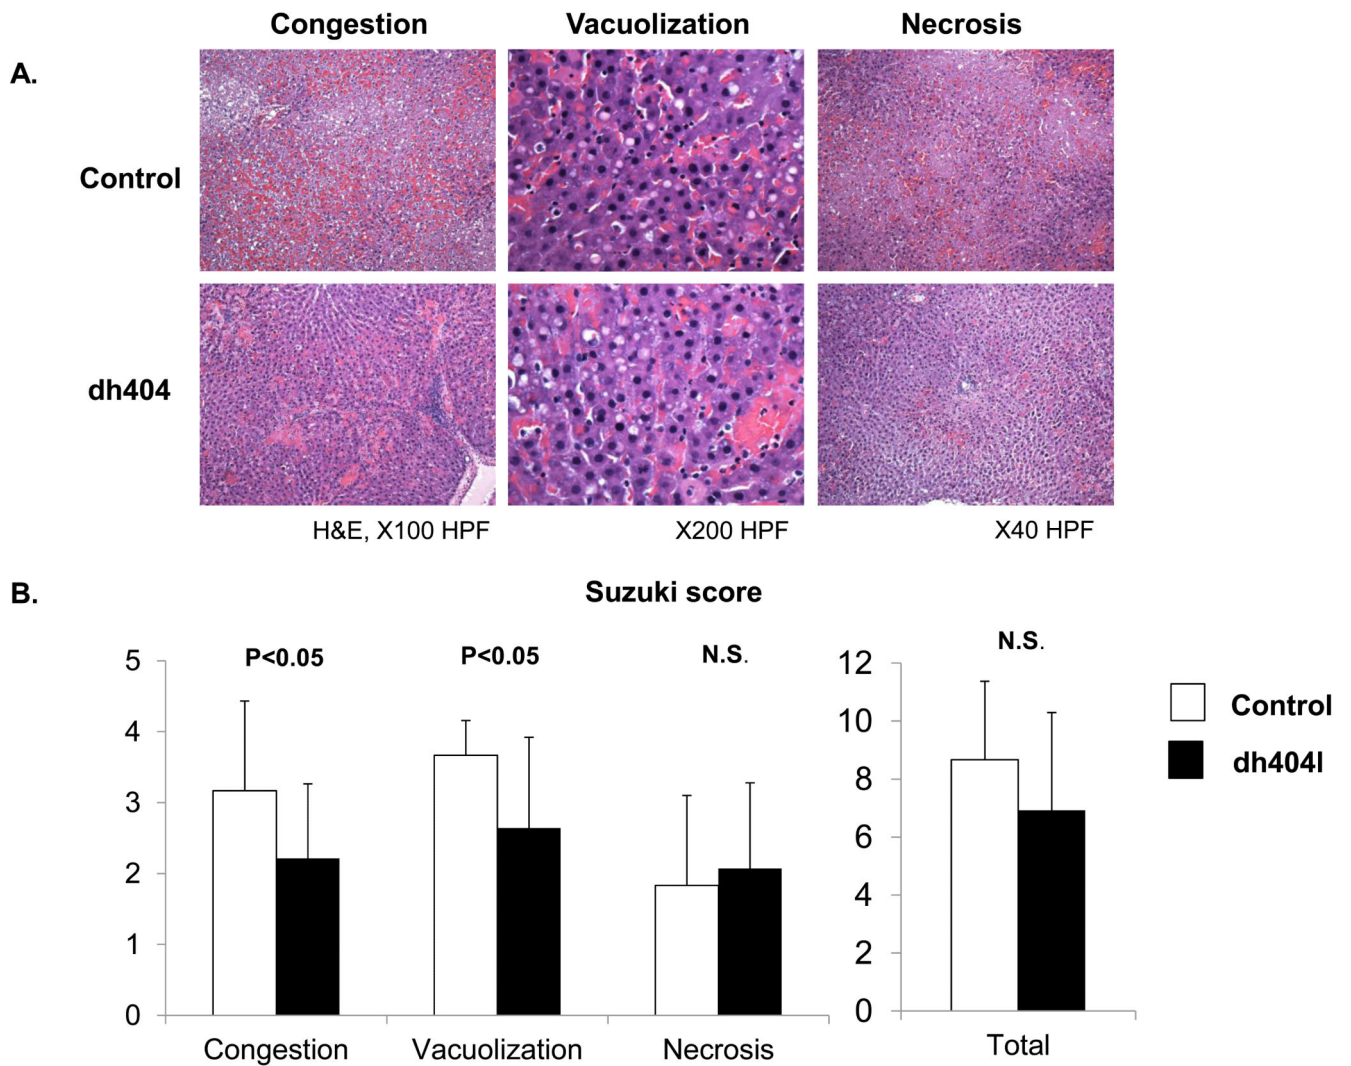 Congestion Vacuolization Necrosis
A.
Control
dh404
H&E, X100 HPF X200 HPF X40 HPF
B.
Suzuki score
P<0.05 P<0.05 N.S. N.S.
5
4
3
2
1
0
Congestion Vacuolization Necrosis
12
10
8
6
4
2
0
Total
Control
dh404I